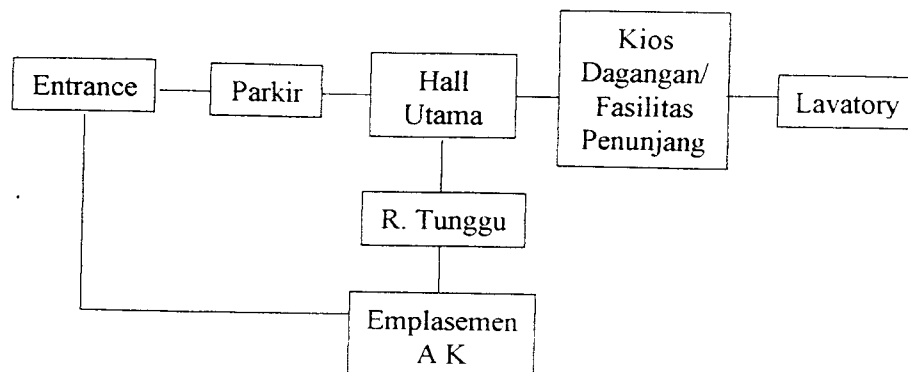 Entrance
Parkir
Hall
Utama
Kios
Dagangan/
Fasilitas
Penunjang
Lavatory
R. Tunggu
Emplasemen
A K